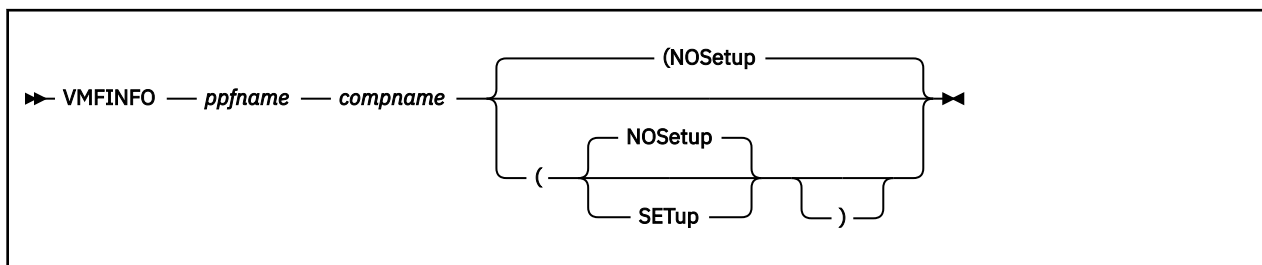 (NOSetup
VMFINFO ppfname compname
NOSetup
(
SETup
)